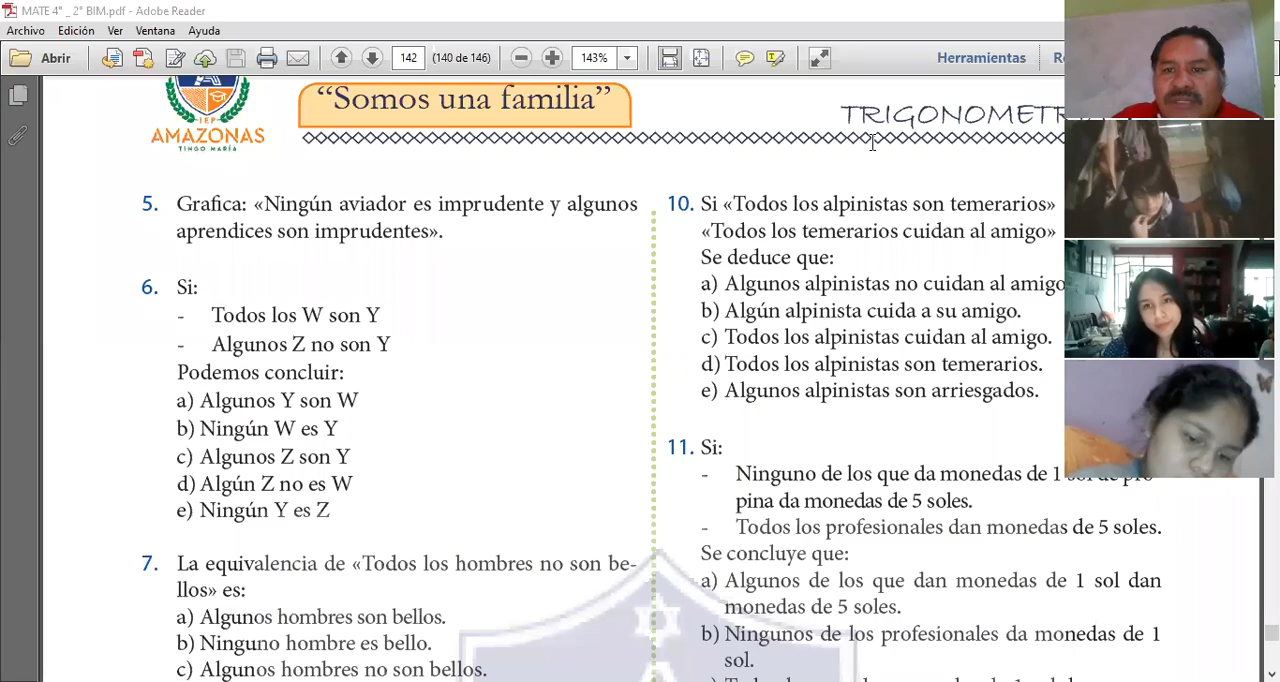 MATE 4° _ 2° BIM.pdf - Adobe Reader
Archivo Edición Ver Ventana Ayuda
Abrir 142 (140 de 146) 143% Herramientas
IEP
AMAZONAS
TINGO MARÍA
“Somos una familia”
5. Grafica: «Ningún aviador es imprudente y algunos
aprendices son imprudentes».
6. Si:
- Todos los W son Y
- Algunos Z no son Y
Podemos concluir:
a) Algunos Y son W
b) Ningún W es Y
c) Algunos Z son Y
d) Algún Z no es W
e) Ningún Y es Z
7. La equivalencia de «Todos los hombres no son be-
llos» es:
a) Algunos hombres son bellos.
b) Ninguno hombre es bello.
c) Algunos hombres no son bellos.
10. Si «Todos los alpinistas son temerarios»
«Todos los temerarios cuidan al amigo»
Se deduce que:
a) Algunos alpinistas no cuidan al amigo
b) Algún alpinista cuida a su amigo.
c) Todos los alpinistas cuidan al amigo.
d) Todos los alpinistas son temerarios.
e) Algunos alpinistas son arriesgados.
11. Si:
- Ninguno de los que da monedas de 1 sol de pro-
pina da monedas de 5 soles.
- Todos los profesionales dan monedas de 5 soles.
Se concluye que:
a) Algunos de los que dan monedas de 1 sol dan
monedas de 5 soles.
b) Ningunos de los profesionales da monedas de 1
sol.